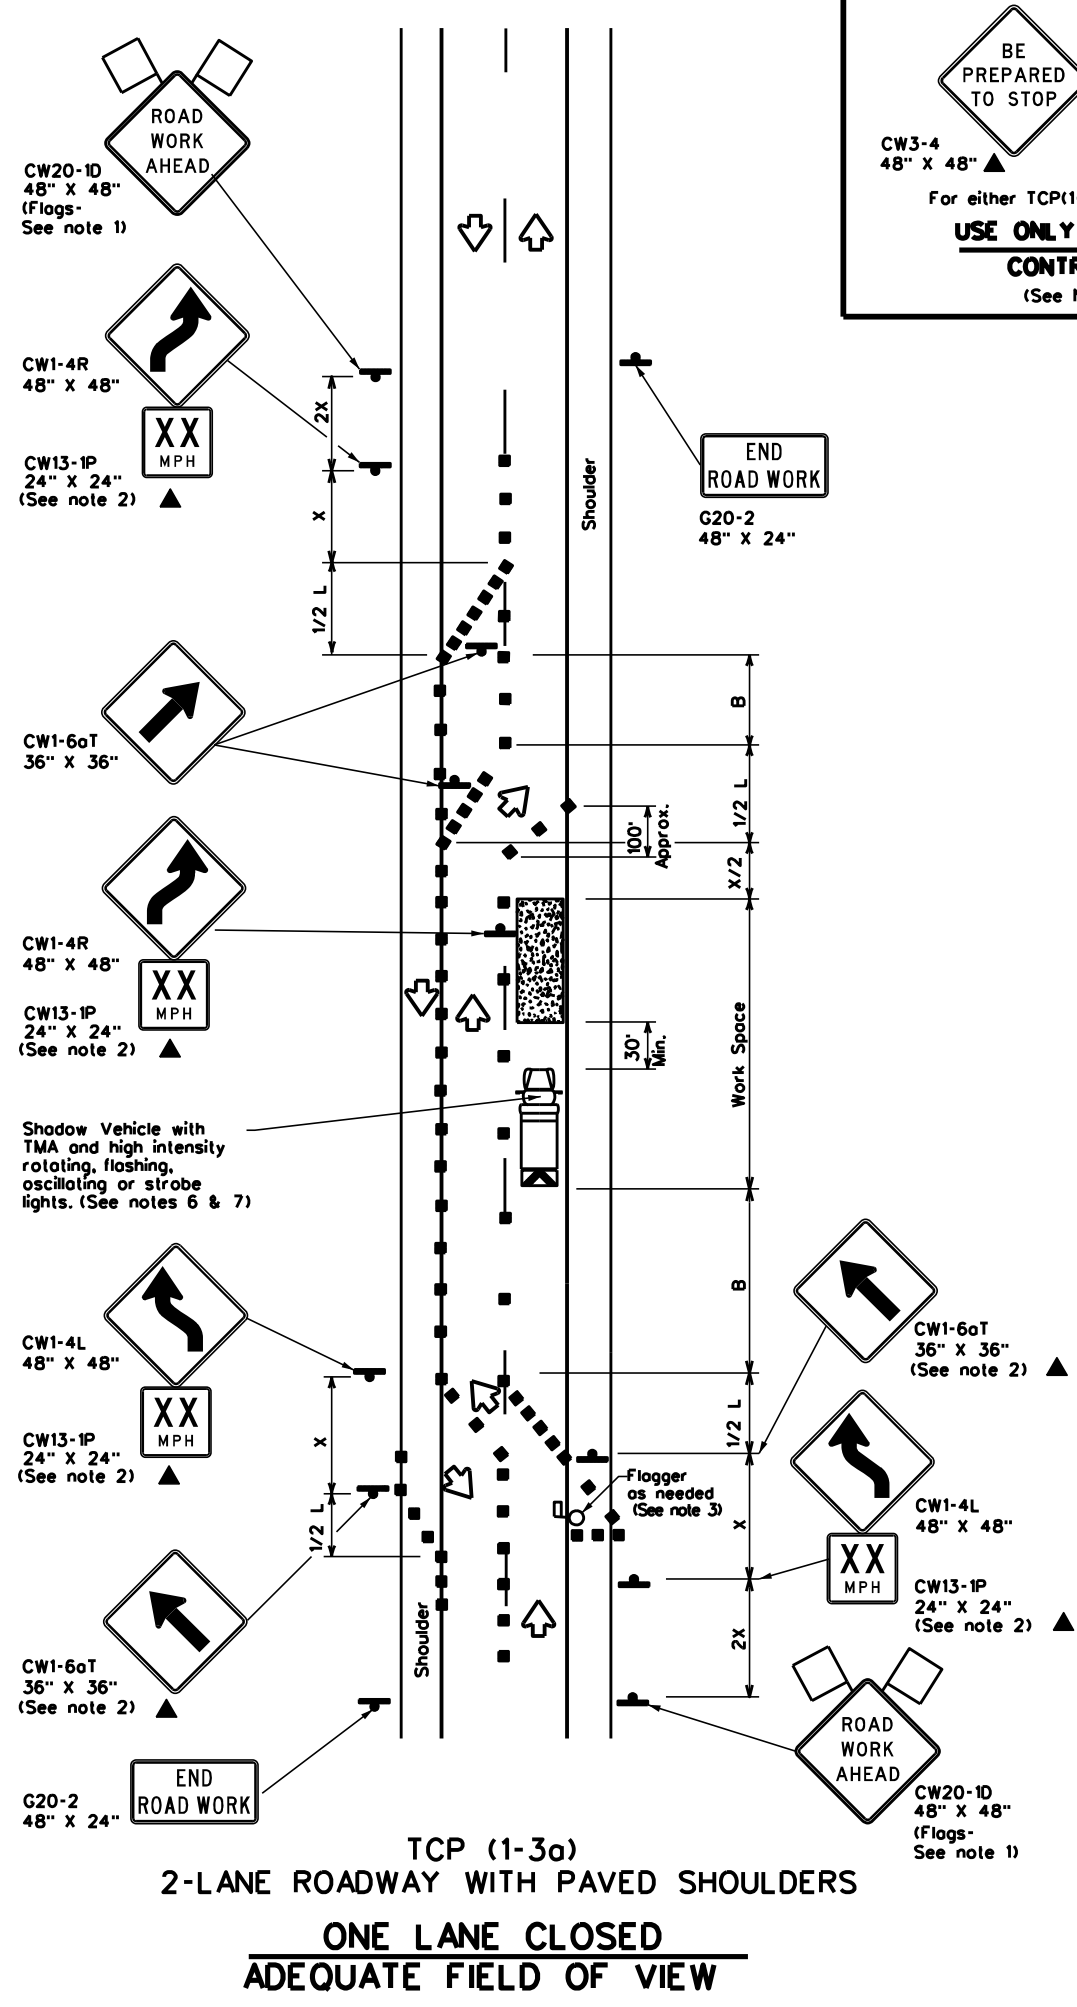 ROAD
WORK
AHEAD
CW20-1D
48" X 48"
(Flags-
See note 1)
CW1-4R
48" X 48"
XX
MPH
CW13-1P
24" X 24"
(See note 2)
CW1-6aT
36" X 36"
CW1-4R
48" X 48"
XX
MPH
CW13-1P
24" X 24"
(See note 2)
Shadow Vehicle with
TMA and high intensity
rotating, flashing,
oscillating or strobe
lights. (See notes 6 & 7)
CW1-4L
48" X 48"
XX
MPH
CW13-1P
24" X 24"
(See note 2)
CW1-6aT
36" X 36"
(See note 2)
END
ROAD WORK
G20-2
48" X 24"
2X
X
1/2 L
X
1/2 L
Shoulder
Shoulder
BE
PREPARED
TO STOP
CW3-4
48" X 48"
For either TCP(1
USE ONLY
CONTR
(See
END
ROAD WORK
G20-2
48" X 24"
B
1/2 L
100'
Approx.
X/2
30'
Min.
Work Space
B
1/2 L
X
2X
Flagger
as needed
(See note 3)
CW1-6aT
36" X 36"
(See note 2)
CW1-4L
48" X 48"
XX
MPH
CW13-1P
24" X 24"
(See note 2)
ROAD
WORK
AHEAD
CW20-1D
48" X 48"
(Flags-
See note 1)
TCP (1-3a)
2-LANE ROADWAY WITH PAVED SHOULDERS
ONE LANE CLOSED
ADEQUATE FIELD OF VIEW